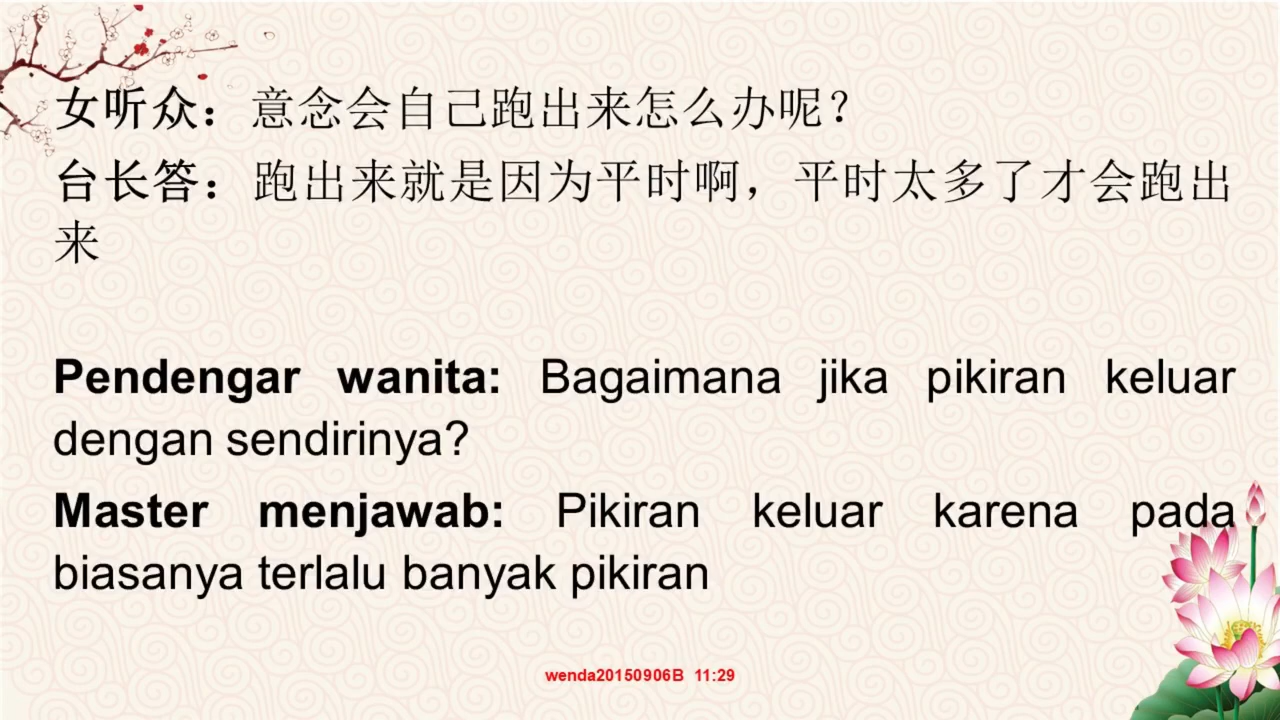 女听众：意念会自己跑出来怎么办呢？
台长答：跑出来就是因为平时啊，平时太多了才会跑出
来
Pendengar wanita: Bagaimana jika pikiran keluar
dengan sendirinya?
Master menjawab: Pikiran keluar karena pada
biasanya terlalu banyak pikiran
wenda20150906B 11:29